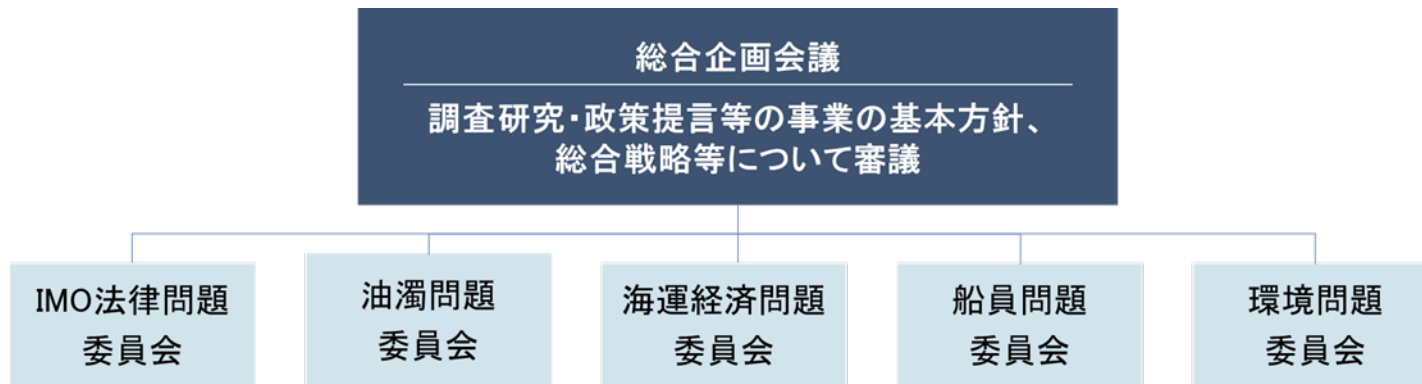 総合企画会議
調査研究・政策提言等の事業の基本方針、
総合戦略等について審議
IMO法律問題
委員会
油濁問題
委員会
海運経済問題
委員会
船員問題
委員会
環境問題
委員会